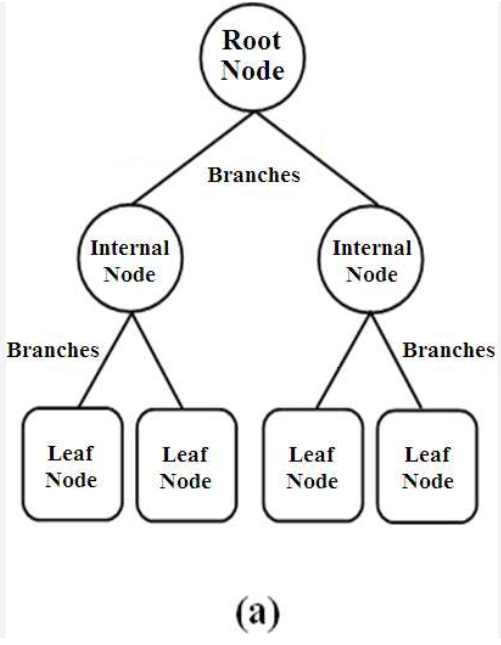 Root
Node
Branches
Internal
Node
Internal
Node
Branches
Branches
Leaf
Node
Leaf
Node
Leaf
Node
Leaf
Node
(a)